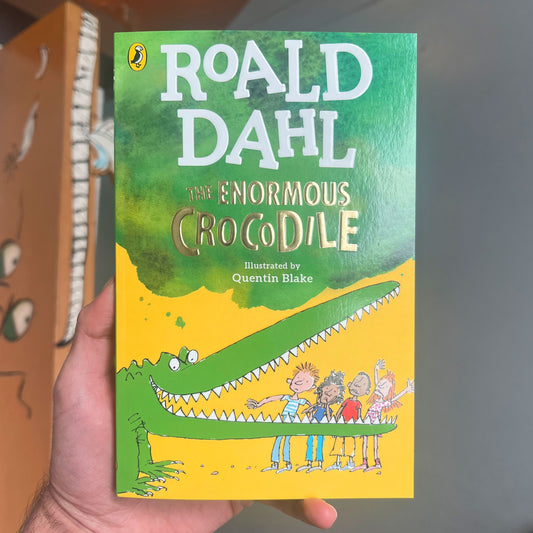 ROALD
DAHL
THE ENORMOUS
CROCODILE
Illustrated by
Quentin Blake